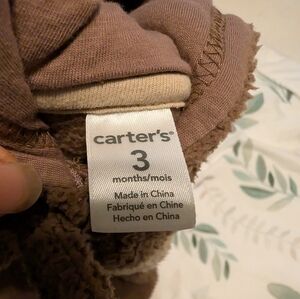 carter's®
3
months/mois
Made in China
Fabriqué en Chine
Hecho en China